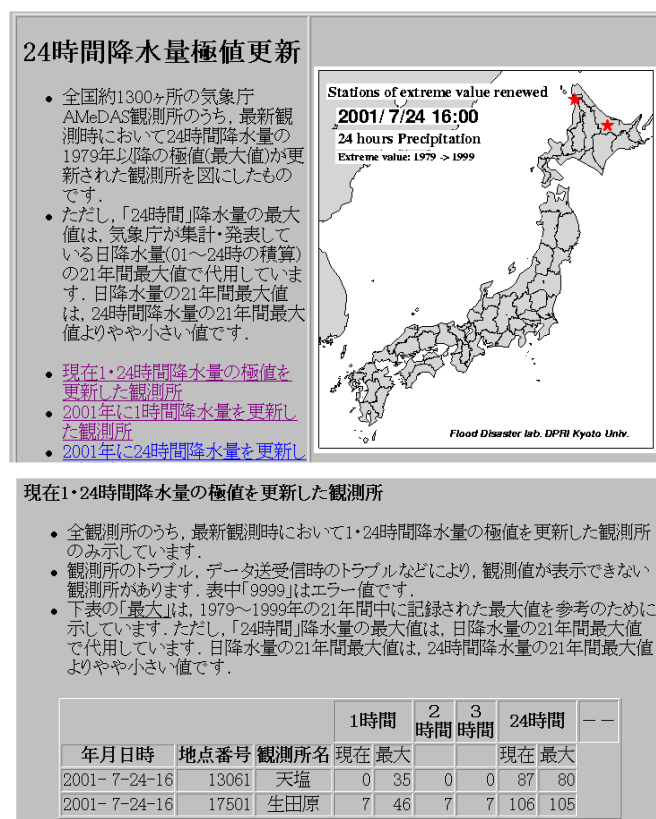 24時間降水量極値更新
• 全国約1300ヶ所の気象庁
AMeDAS観測所のうち，最新観
測時において24時間降水量の
1979年以降の極値(最大値)が更
新された観測所を図にしたもの
です．
• ただし，「24時間」降水量の最大
値は，気象庁が集計・発表して
いる日降水量(01〜24時の積算)
の21年間最大値で代用していま
す．日降水量の21年間最大値
は，24時間降水量の21年間最大
値よりやや小さい値です．
• 現在1・24時間降水量の極値を
更新した観測所
• 2001年に1時間降水量を更新し
た観測所
• 2001年に24時間降水量を更新し
Stations of extreme value renewed
2001/ 7/24 16:00
24 hours Precipitation
Extreme value: 1979 -> 1999
Flood Disaster lab. DPRI Kyoto Univ.
現在1・24時間降水量の極値を更新した観測所
• 全観測所のうち，最新観測時において1・24時間降水量の極値を更新した観測所
のみ示しています．
• 観測所のトラブル，データ送受信時のトラブルなどにより，観測値が表示できない
観測所があります．表中「9999」はエラー値です．
• 下表の「最大」は，1979〜1999年の21年間中に記録された最大値を参考のために
示しています．ただし，「24時間」降水量の最大値は，日降水量の21年間最大値
で代用しています．日降水量の21年間最大値は，24時間降水量の21年間最大値
よりやや小さい値です．
1時間 2時間 3時間 24時間 −−
年月日時 地点番号 観測所名 現在 最大 現在 最大
2001- 7-24-16 13061 天塩 0 35 0 0 87 80
2001- 7-24-16 17501 生田原 7 46 7 7 106 105